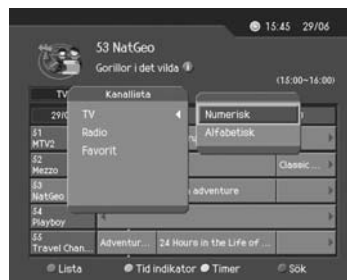 15:45 29/06
53 NatGeo
Gorillor i det vilda
(15:00~16:00)
TV
Kanallista
29/0
TV
Numerisk
Radio
Alfabetisk
Favorit
51
MTV2
52
Mezzo
Classic ...
53
NatGeo
adventure
54
Playboy
55
Travel Chan...
Adventur...
24 Hours in the Life of ...
Lista
Tid indikator
Timer
Sök